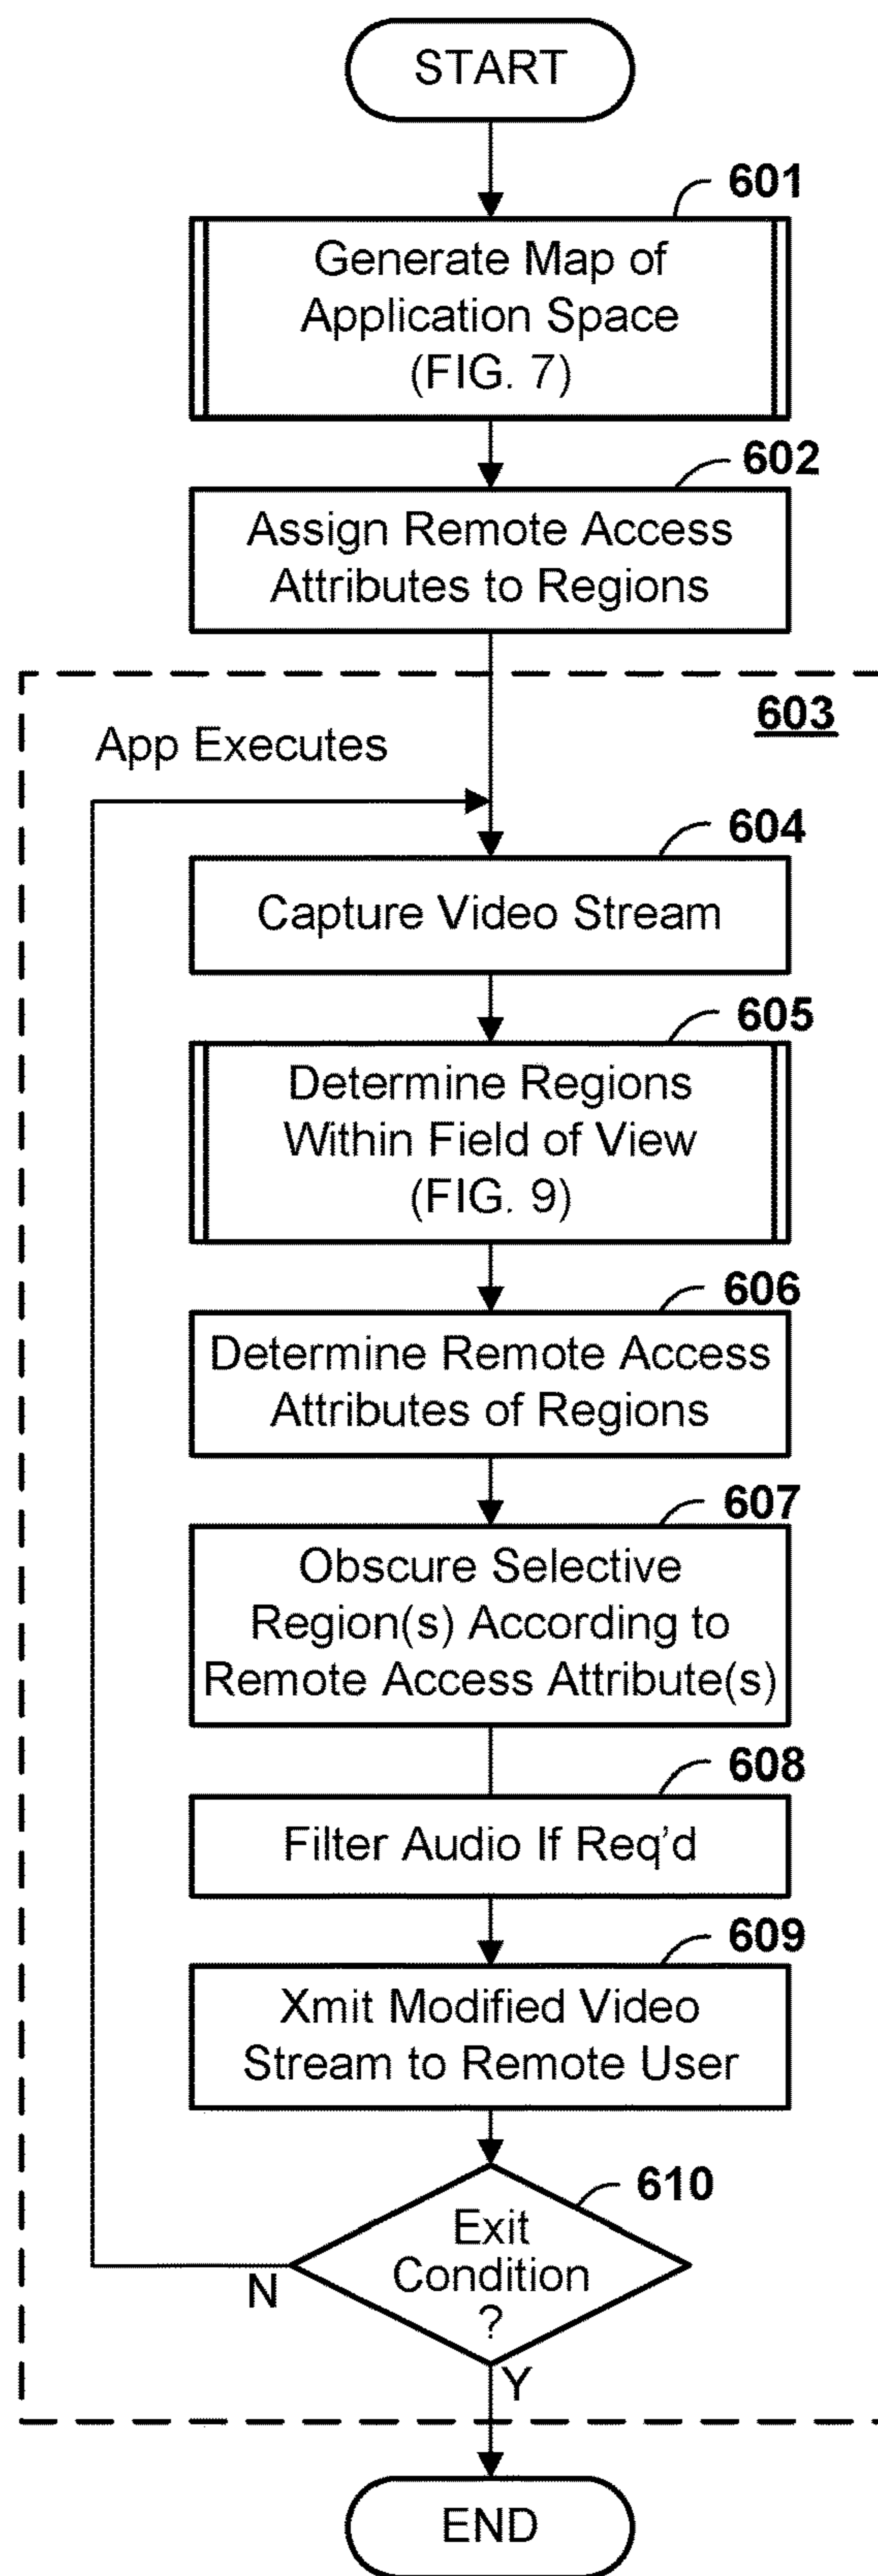 START
601
Generate Map of
Application Space
(FIG. 7)
602
Assign Remote Access
Attributes to Regions
603
App Executes
604
Capture Video Stream
605
Determine Regions
Within Field of View
(FIG. 9)
606
Determine Remote Access
Attributes of Regions
607
Obscure Selective
Region(s) According to
Remote Access Attribute(s)
608
Filter Audio If Req'd
609
Xmit Modified Video
Stream to Remote User
610
Exit
Condition
?
N
Y
END